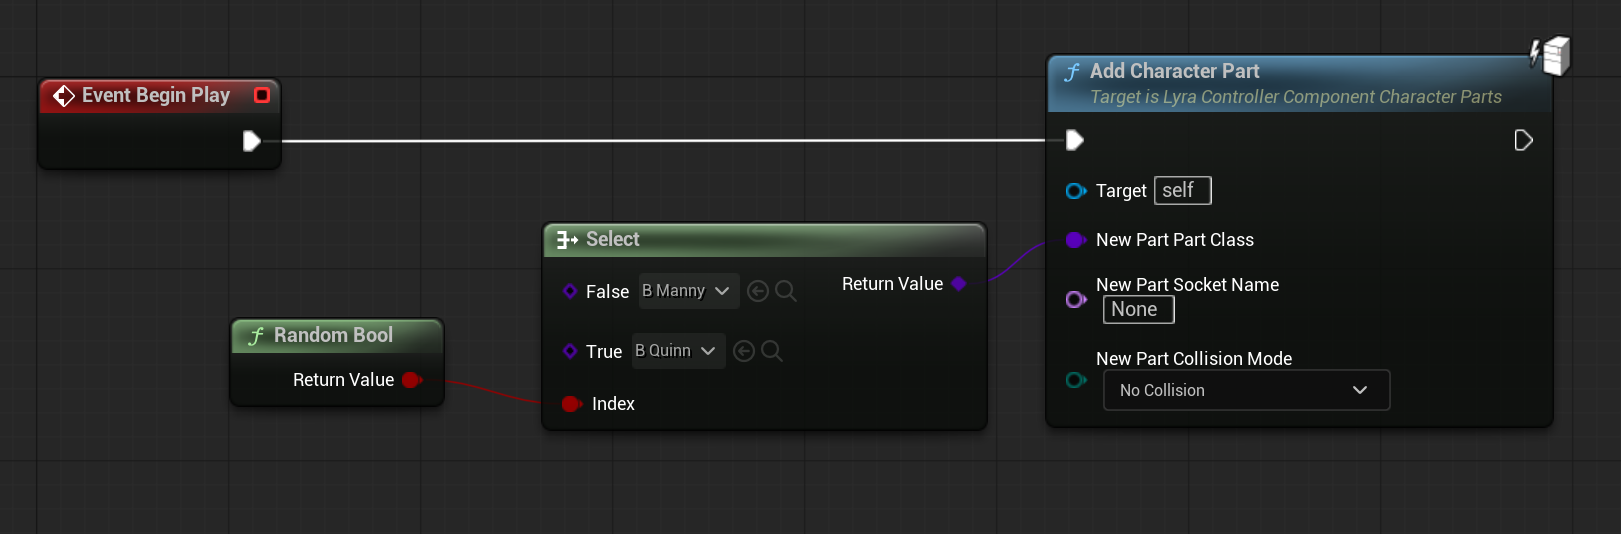 Event Begin Play
Add Character Part
Target is Lyra Controller Component Character Parts
Target self
New Part Part Class
New Part Socket Name
None
New Part Collision Mode
No Collision
Select
False B Manny
Return Value
True B Quinn
Index
Random Bool
Return Value